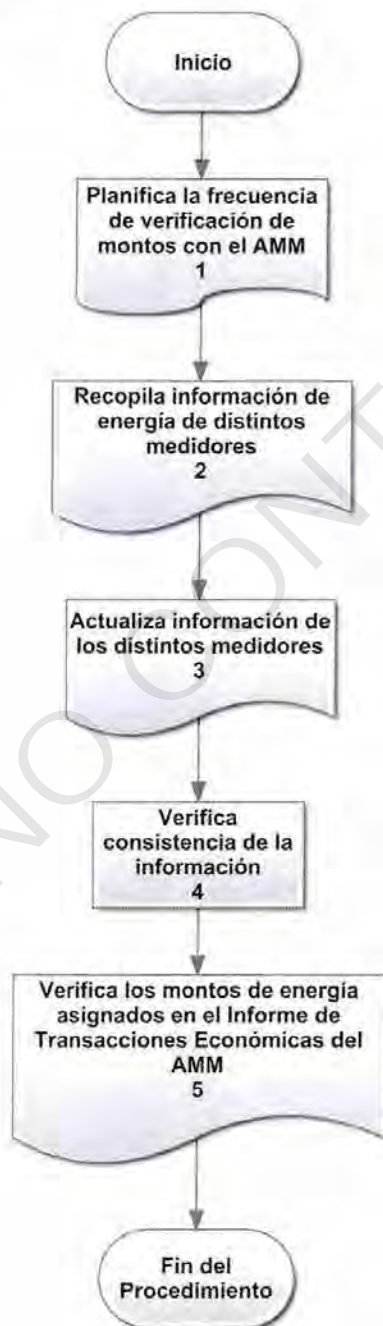 Inicio
Planifica la frecuencia
de verificación de
montos con el AMM
1
Recopila información de
energía de distintos
medidores
2
Actualiza información de
los distintos medidores
3
Verifica
consistencia de la
información
4
Verifica los montos de energía
asignados en el Informe de
Transacciones Económicas del
AMM
5
Fin del
Procedimiento
NO CONT